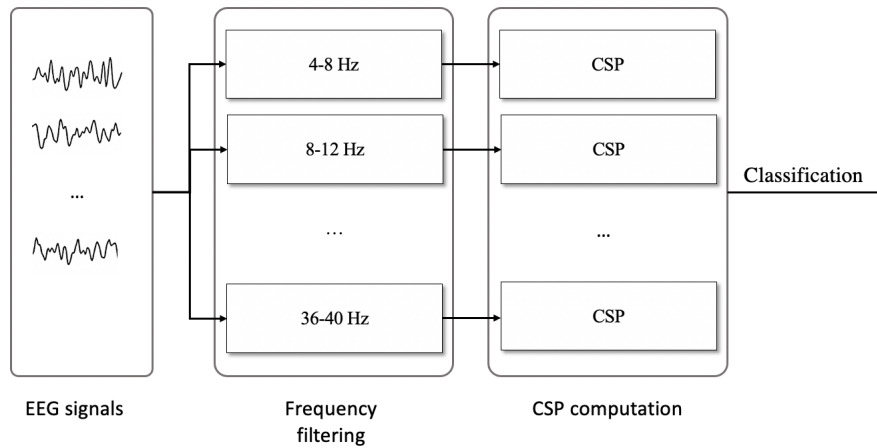 4-8 Hz
CSP
8-12 Hz
CSP
Classification
...
...
...
36-40 Hz
CSP
EEG signals
Frequency
filtering
CSP computation